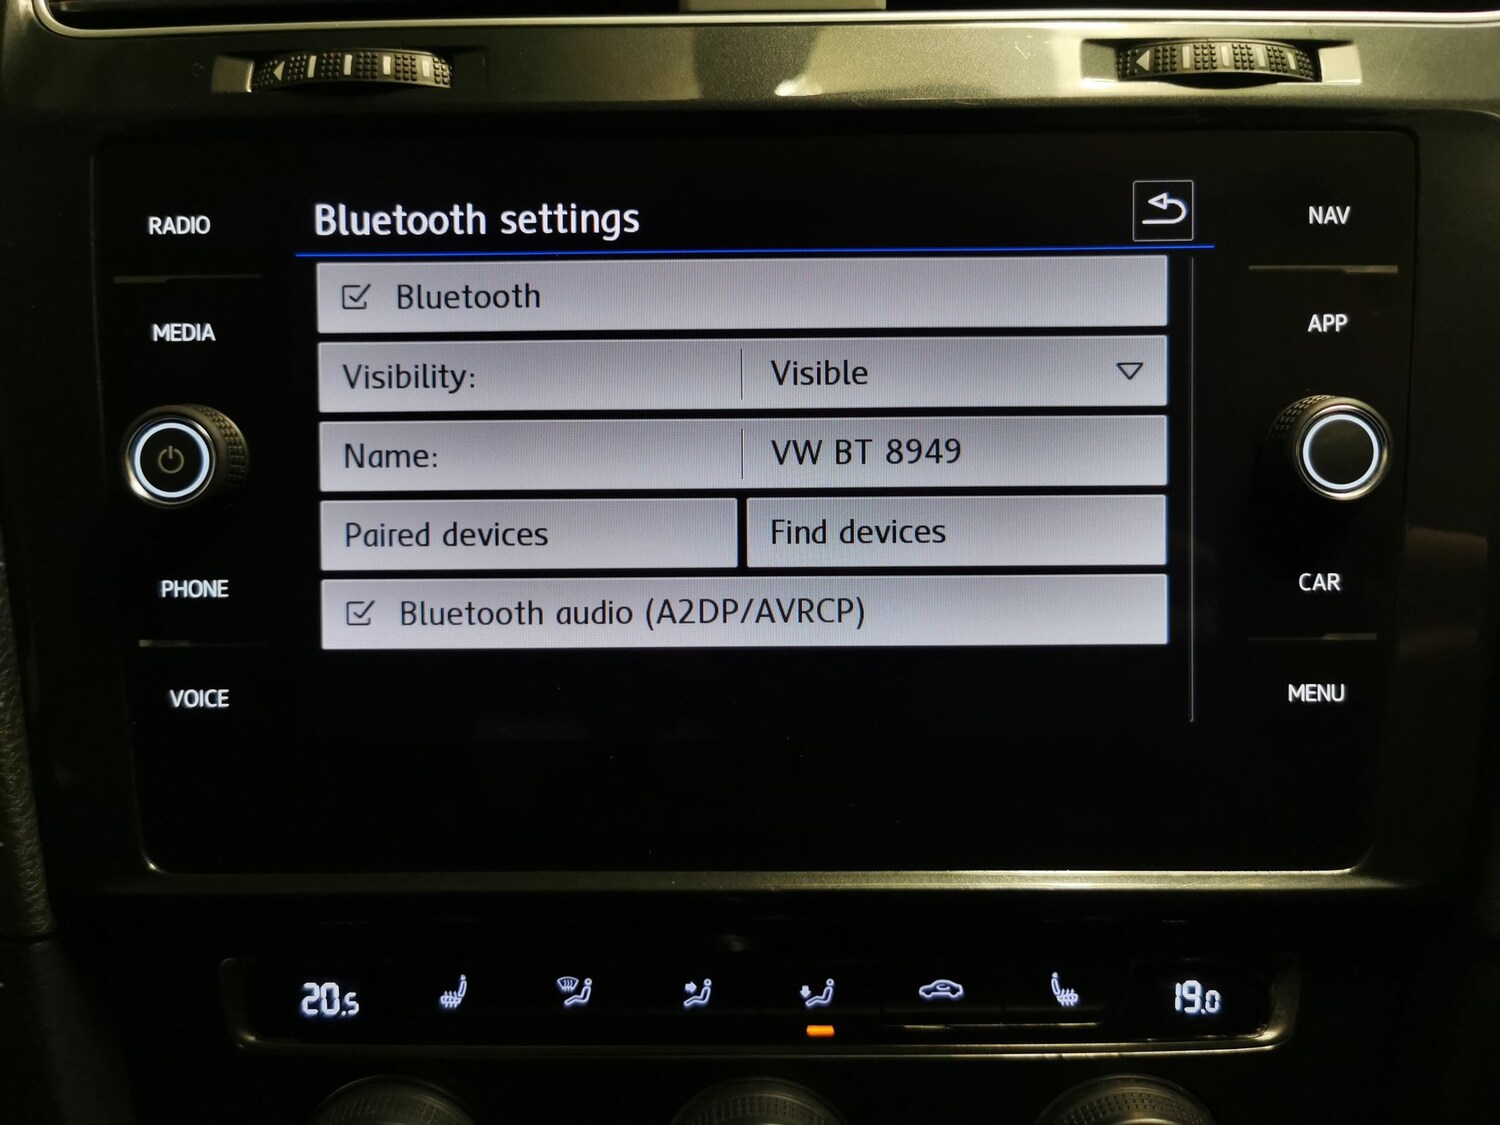 RADIO
MEDIA
PHONE
VOICE
Bluetooth settings
Bluetooth
Visibility: Visible
Name: VW BT 8949
Paired devices Find devices
Bluetooth audio (A2DP/AVRCP)
NAV
APP
CAR
MENU
20.5 19.0